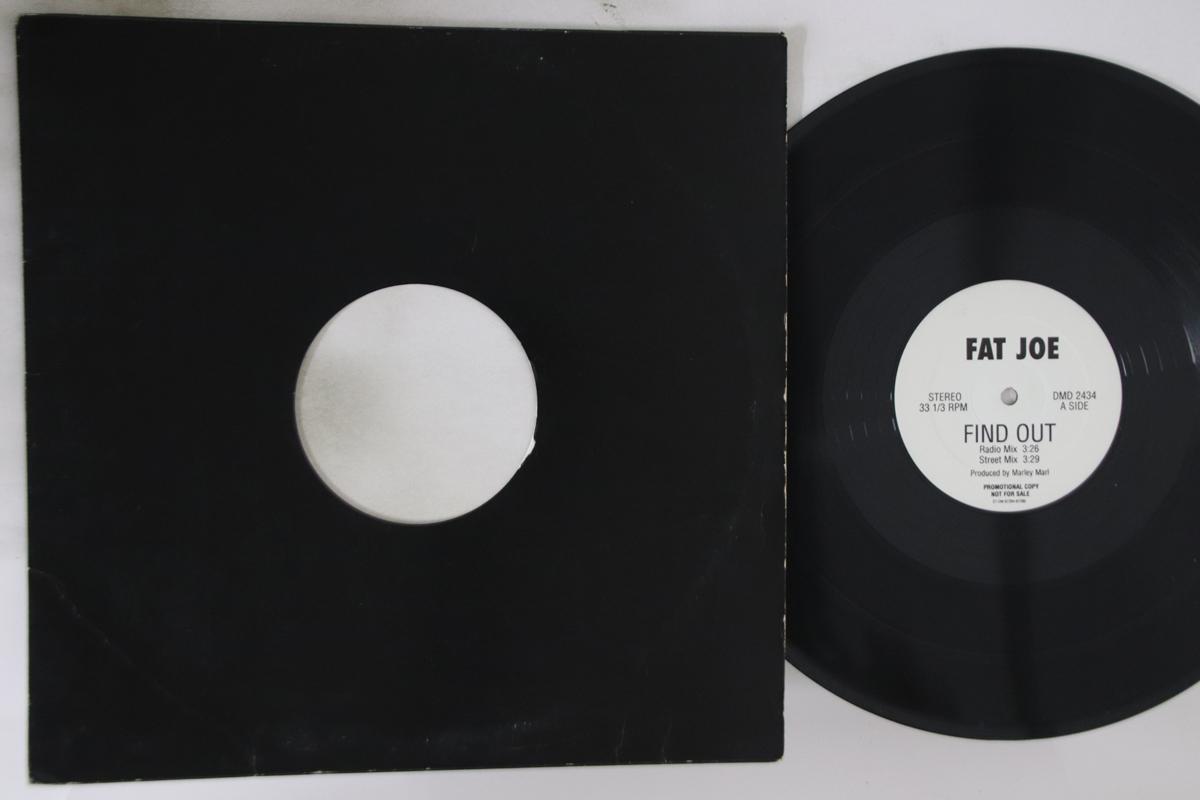 FAT JOE
STEREO
33 1/3 RPM
DMD 2434
A SIDE
FIND OUT
Radio Mix 3:26
Street Mix 3:29
Produced by Marley Marl
PROMOTIONAL COPY
NOT FOR SALE